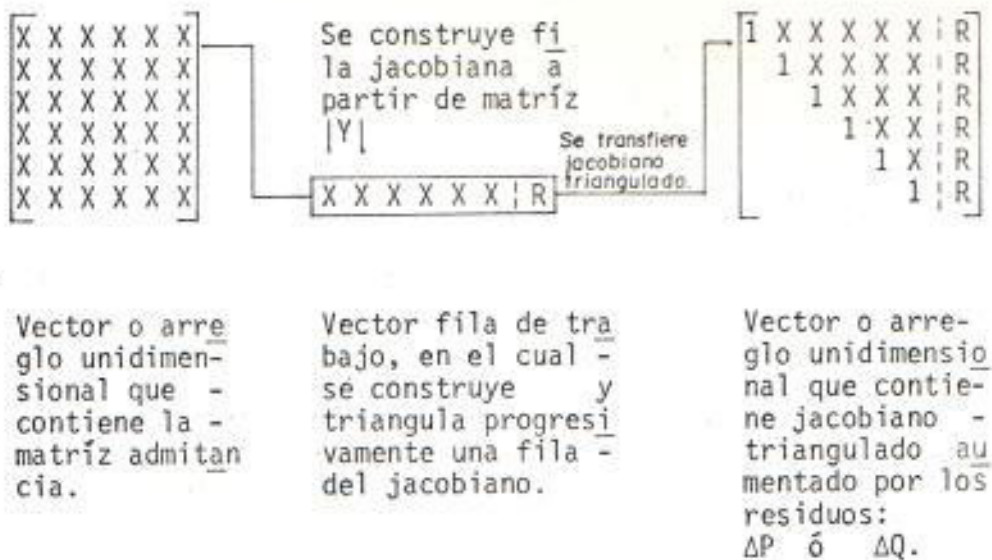 X X X X X X
X X X X X X
X X X X X X
X X X X X X
X X X X X X
X X X X X X
Se construye fi
la jacobiana a
partir de matríz
|Y|
X X X X X X ¦ R
Se transfiere
jacobiano
triangulado.
1 X X X X X ¦ R
1 X X X X ¦ R
1 X X X ¦ R
1 X X ¦ R
1 X ¦ R
1 ¦ R
Vector o arre
glo unidimen-
sional que -
contiene la -
matríz admitan
cia.
Vector fila de tra
bajo, en el cual -
se construye y
triangula progresi
vamente una fila -
del jacobiano.
Vector o arre-
glo unidimensio
nal que contie-
ne jacobiano -
triangulado au
mentado por los
residuos:
ΔP ó ΔQ.